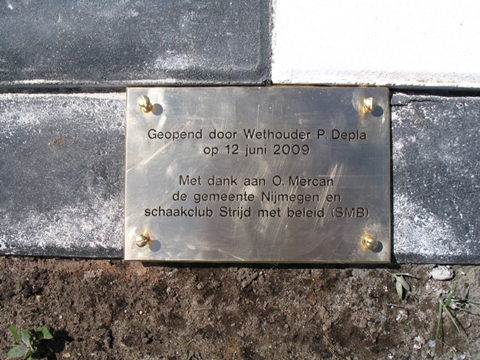 Geopend door Wethouder P. Depla
op 12 juni 2009
Met dank aan O. Mercan
de gemeente Nijmegen en
schaakclub Strijd met beleid (SMB)